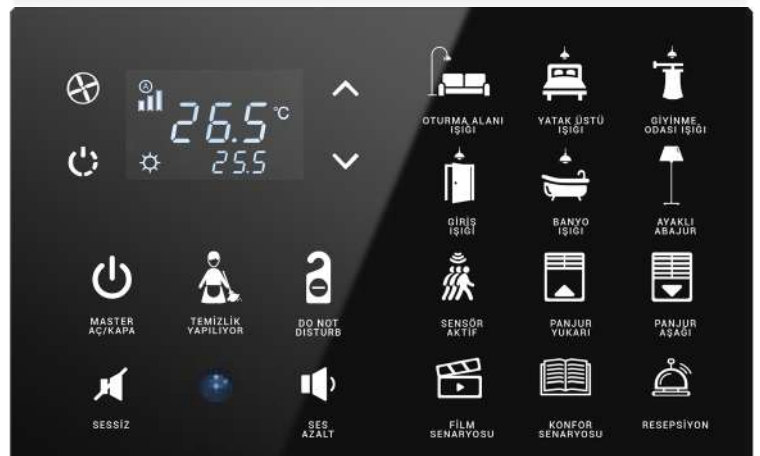 A
26.5 °C
25.5
OTURMA ALANI
IŞIĞI
YATAK ÜSTÜ
IŞIĞI
GİYİNME
ODASI IŞIĞI
GİRİŞ
IŞIĞI
BANYO
IŞIĞI
AYAKLI
ABAJUR
MASTER
AÇ/KAPA
TEMİZLİK
YAPILIYOR
DO NOT
DISTURB
SENSÖR
AKTİF
PANJUR
YUKARI
PANJUR
AŞAĞI
SESSİZ
SES
AZALT
FİLM
SENARYOSU
KONFOR
SENARYOSU
RESEPSİYON